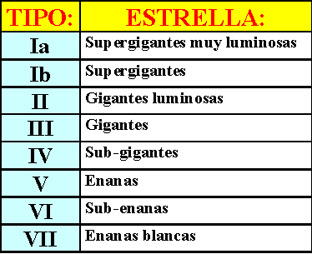 TIPO: ESTRELLA:
Ia Supergigantes muy luminosas
Ib Supergigantes
II Gigantes luminosas
III Gigantes
IV Sub-gigantes
V Enanas
VI Sub-enanas
VII Enanas blancas